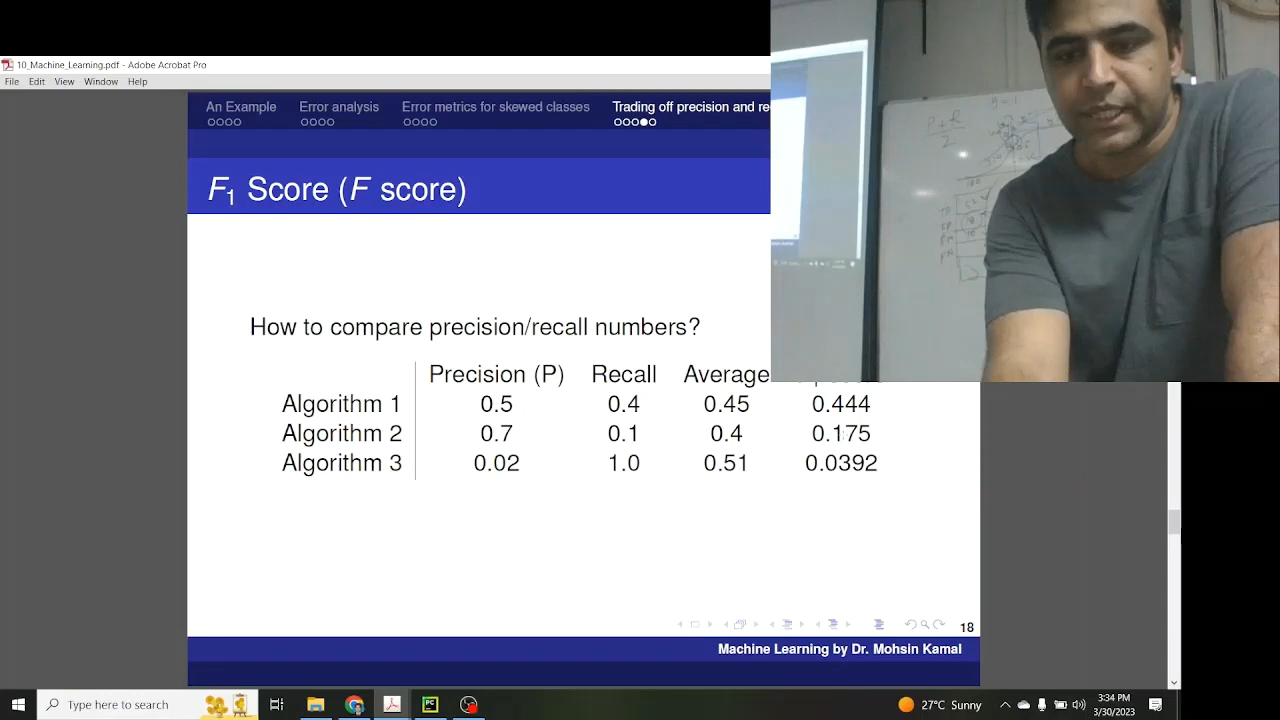 10_Machine_Learning.pdf - Adobe Acrobat Pro
File Edit View Window Help
An Example Error analysis Error metrics for skewed classes Trading off precision and re
F1 Score (F score)
How to compare precision/recall numbers?
Precision (P) Recall Average
Algorithm 1 0.5 0.4 0.45 0.444
Algorithm 2 0.7 0.1 0.4 0.175
Algorithm 3 0.02 1.0 0.51 0.0392
18
Machine Learning by Dr. Mohsin Kamal
Type here to search
27°C Sunny
3:34 PM
3/30/2023
P+R
2
y=1